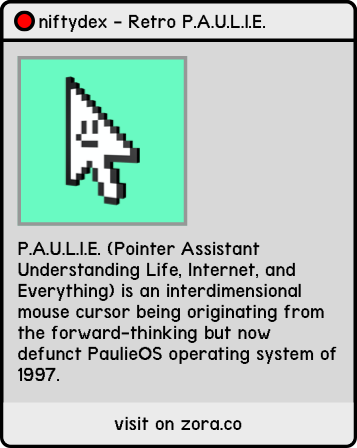 niftydex - Retro P.A.U.L.I.E.
P.A.U.L.I.E. (Pointer Assistant
Understanding Life, Internet, and
Everything) is an interdimensional
mouse cursor being originating from
the forward-thinking but now
defunct PaulieOS operating system of
1997.
visit on zora.co